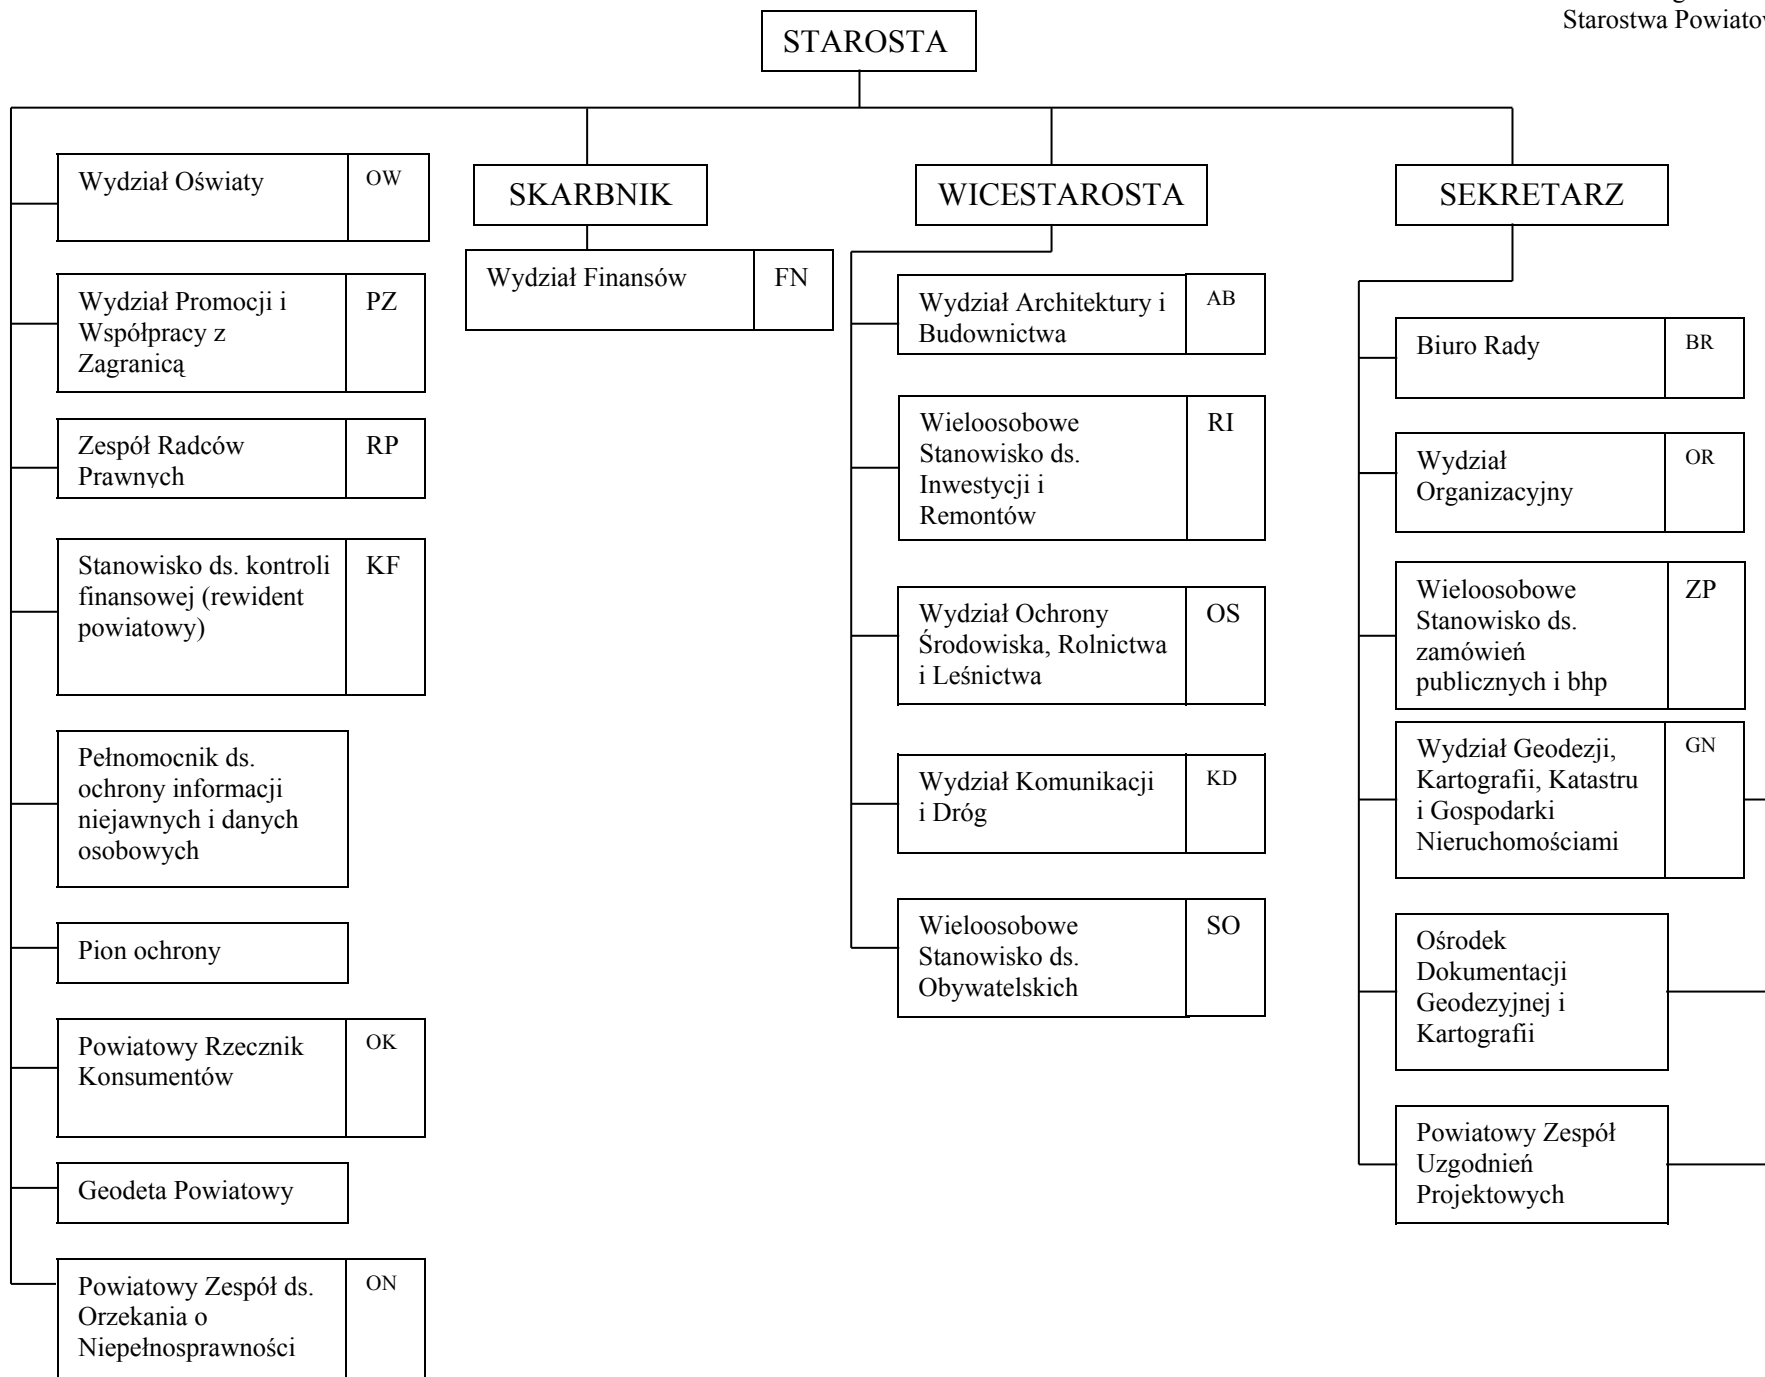 Starostwa
STAROSTA
Wydział Oświaty
OW
Wydział Promocji i
Współpracy z
Zagranicą
PZ
Zespół Radców
Prawnych
RP
Stanowisko ds. kontroli
finansowej (rewident
powiatowy)
KF
Pełnomocnik ds.
ochrony informacji
niejawnych i danych
osobowych
Pion ochrony
Powiatowy Rzecznik
Konsumentów
OK
Geodeta Powiatowy
Powiatowy Zespół ds.
Orzekania o
Niepełnosprawności
ON
SKARBNIK
Wydział Finansów
FN
WICESTAROSTA
Wydział Architektury i
Budownictwa
AB
Wieloosobowe
Stanowisko ds.
Inwestycji i
Remontów
RI
Wydział Ochrony
Środowiska, Rolnictwa
i Leśnictwa
OS
Wydział Komunikacji
i Dróg
KD
Wieloosobowe
Stanowisko ds.
Obywatelskich
SO
SEKRETARZ
Biuro Rady
BR
Wydział
Organizacyjny
OR
Wieloosobowe
Stanowisko ds.
zamówień
publicznych i bhp
ZP
Wydział Geodezji,
Kartografii, Katastru
i Gospodarki
Nieruchomościami
GN
Ośrodek
Dokumentacji
Geodezyjnej i
Kartografii
Powiatowy Zespół
Uzgodnień
Projektowych